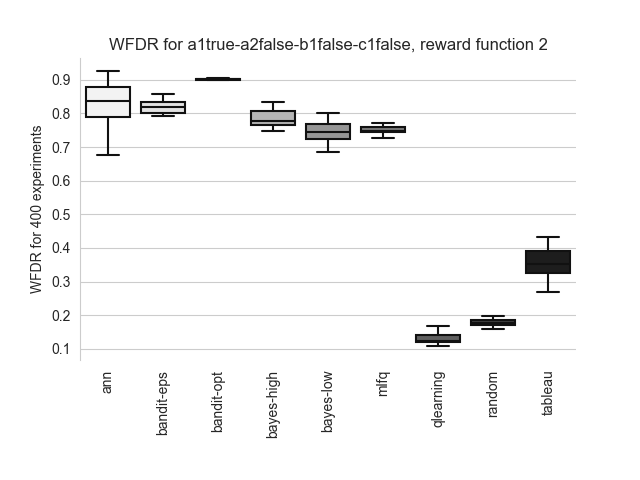 WFDR for a1true-a2false-b1false-c1false, reward function 2
WFDR for 400 experiments
0.9
0.8
0.7
0.6
0.5
0.4
0.3
0.2
0.1
ann
bandit-eps
bandit-opt
bayes-high
bayes-low
mlfq
qlearning
random
tableau